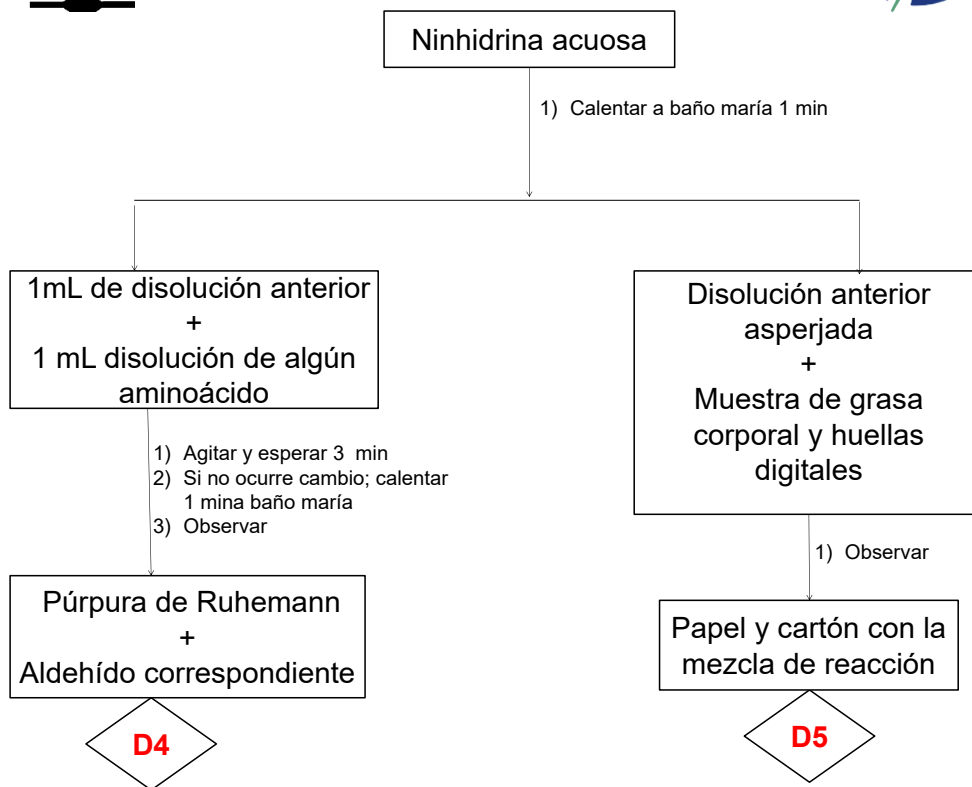 Ninhidrina acuosa
1) Calentar a baño maría 1 min
1mL de disolución anterior
+
1 mL disolución de algún
aminoácido
Disolución anterior
asperjada
+
Muestra de grasa
corporal y huellas
digitales
1) Agitar y esperar 3 min
2) Si no ocurre cambio; calentar
1 mina baño maría
3) Observar
1) Observar
Púrpura de Ruhemann
+
Aldehído correspondiente
Papel y cartón con la
mezcla de reacción
D4
D5